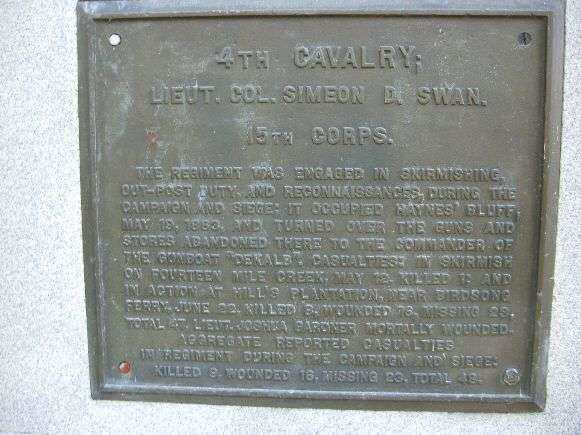 4TH CAVALRY;
LIEUT. COL. SIMEON D. SWAN.
15TH CORPS.
THE REGIMENT WAS ENGAGED IN SKIRMISHING,
OUT-POST DUTY, AND RECONNAISSANCES, DURING THE
CAMPAIGN AND SIEGE: IT OCCUPIED HAYNES' BLUFF,
MAY 19, 1863, AND TURNED OVER THE GUNS AND
STORES ABANDONED THERE TO THE COMMANDER OF
THE GUNBOAT "DEKALB". CASUALTIES: IN SKIRMISH
ON FOURTEEN MILE CREEK, MAY 12, KILLED 1; AND
IN ACTION AT HILL'S PLANTATION, NEAR BIRDSONG
FERRY, JUNE 22, KILLED 8, WOUNDED 16, MISSING 23,
TOTAL 47, LIEUT. JOSHUA GARDNER MORTALLY WOUNDED.
AGGREGATE REPORTED CASUALTIES
IN REGIMENT DURING THE CAMPAIGN AND SIEGE:
KILLED 9, WOUNDED 16, MISSING 23, TOTAL 48.